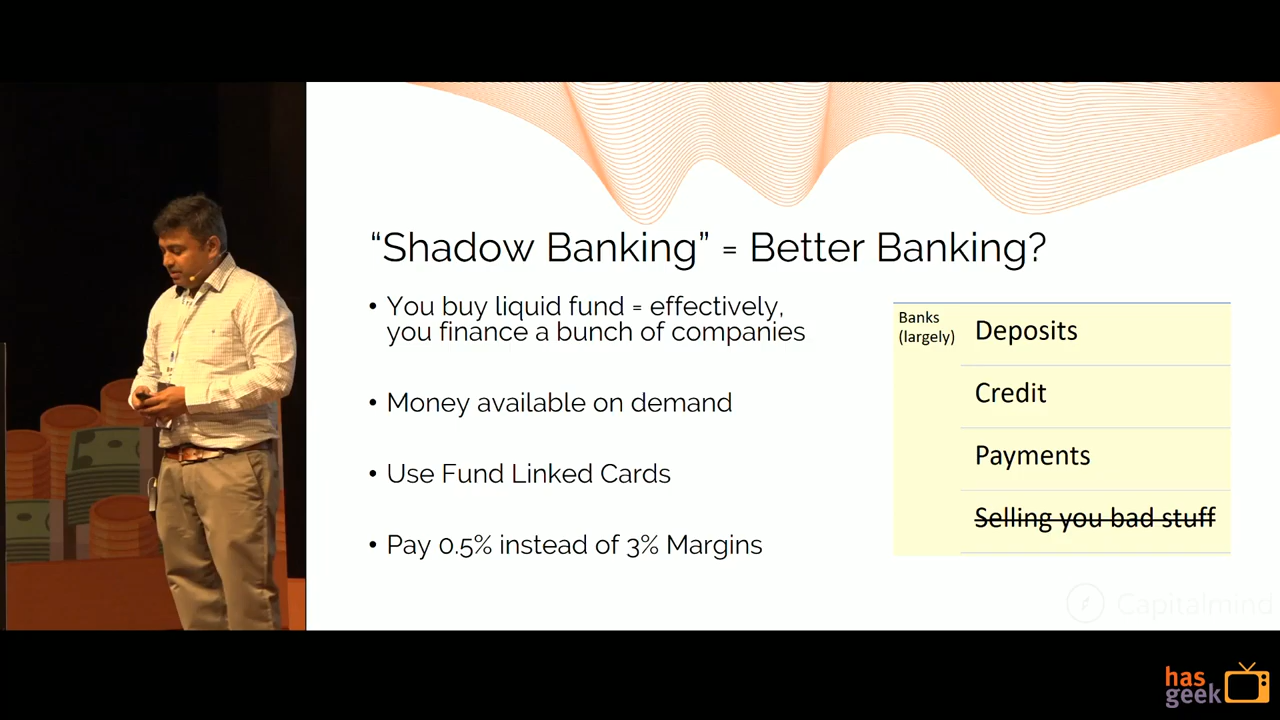 “Shadow Banking” = Better Banking?
• You buy liquid fund = effectively,
you finance a bunch of companies
• Money available on demand
• Use Fund Linked Cards
• Pay 0.5% instead of 3% Margins
Banks
(largely)
Deposits
Credit
Payments
Selling you bad stuff
Capitalmind
has
geek